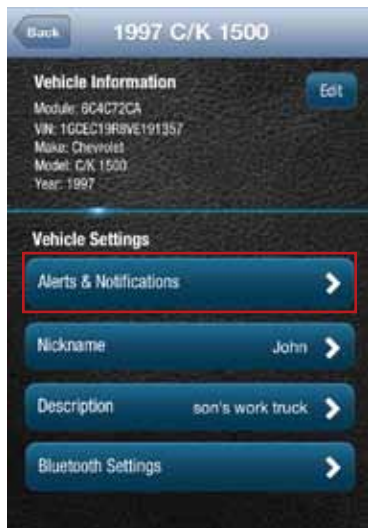 Back 1997 C/K 1500
Vehicle Information
Edit
Module: 6C4C72CA
VIN: 1GCEC19R8VE191357
Make: Chevrolet
Model: C/K 1500
Year: 1997
Vehicle Settings
Alerts & Notifications
Nickname John
Description son's work truck
Bluetooth Settings